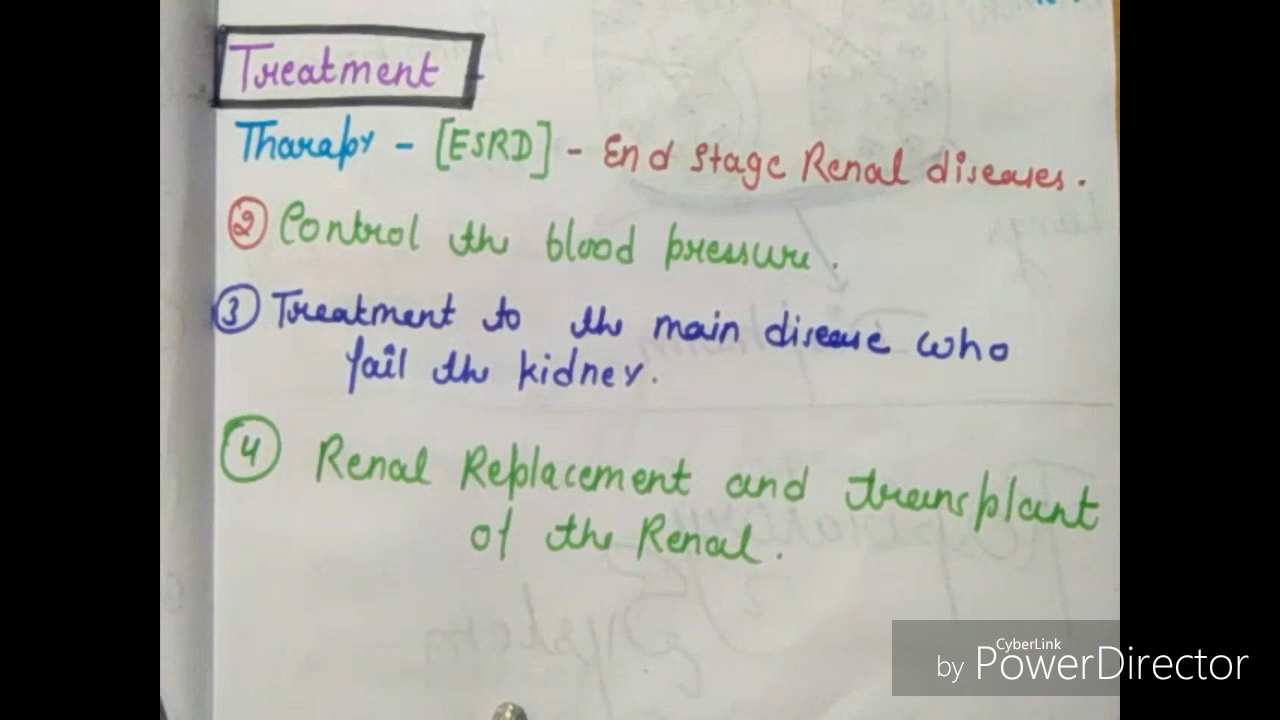 Treatment
Tharapy - [ESRD] - End Stage Renal diseases.
② Control the blood pressure.
③ Treatment to the main disease who
fail the kidney.
④ Renal Replacement and transplant
of the Renal.
CyberLink
by PowerDirector